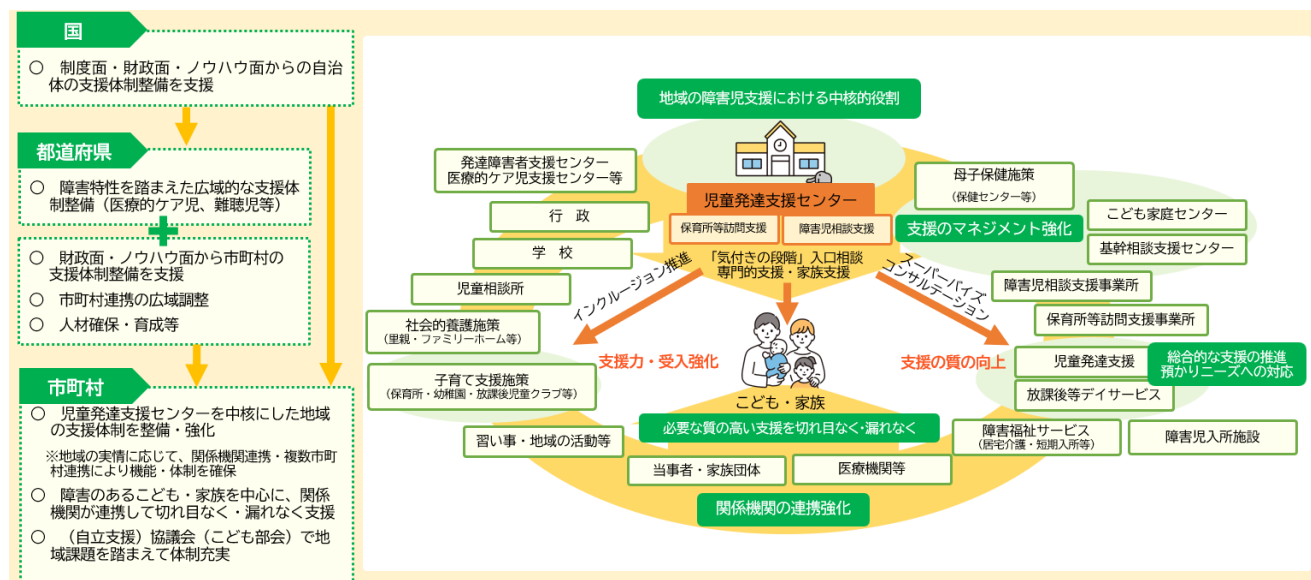 国
○ 制度面・財政面・ノウハウ面からの自治
体の支援体制整備を支援
都道府県
○ 障害特性を踏まえた広域的な支援体
制整備（医療的ケア児、難聴児等）
○ 財政面・ノウハウ面から市町村の
支援体制整備を支援
○ 市町村連携の広域調整
○ 人材確保・育成等
市町村
○ 児童発達支援センターを中核にした地域
の支援体制を整備・強化
※地域の実情に応じて、関係機関連携・複数市町
村連携により機能・体制を確保
○ 障害のあるこども・家族を中心に、関係
機関が連携して切れ目なく・漏れなく支援
○ （自立支援）協議会（こども部会）で地
域課題を踏まえて体制充実
地域の障害児支援における中核的役割
発達障害者支援センター
医療的ケア児支援センター等
行 政
学 校
児童相談所
社会的養護施策
（里親・ファミリーホーム等）
子育て支援施策
（保育所・幼稚園・放課後児童クラブ等）
習い事・地域の活動等
児童発達支援センター
保育所等訪問支援
障害児相談支援
「気付きの段階」入口相談
専門的支援・家族支援
インクルージョン推進
スーパーバイズ
コンサルテーション
支援力・受入強化
支援の質の向上
こども・家族
必要な質の高い支援を切れ目なく・漏れなく
当事者・家族団体
医療機関等
関係機関の連携強化
母子保健施策
（保健センター等）
支援のマネジメント強化
こども家庭センター
基幹相談支援センター
障害児相談支援事業所
保育所等訪問支援事業所
児童発達支援
放課後等デイサービス
総合的な支援の推進
預かりニーズへの対応
障害福祉サービス
（居宅介護・短期入所等）
障害児入所施設